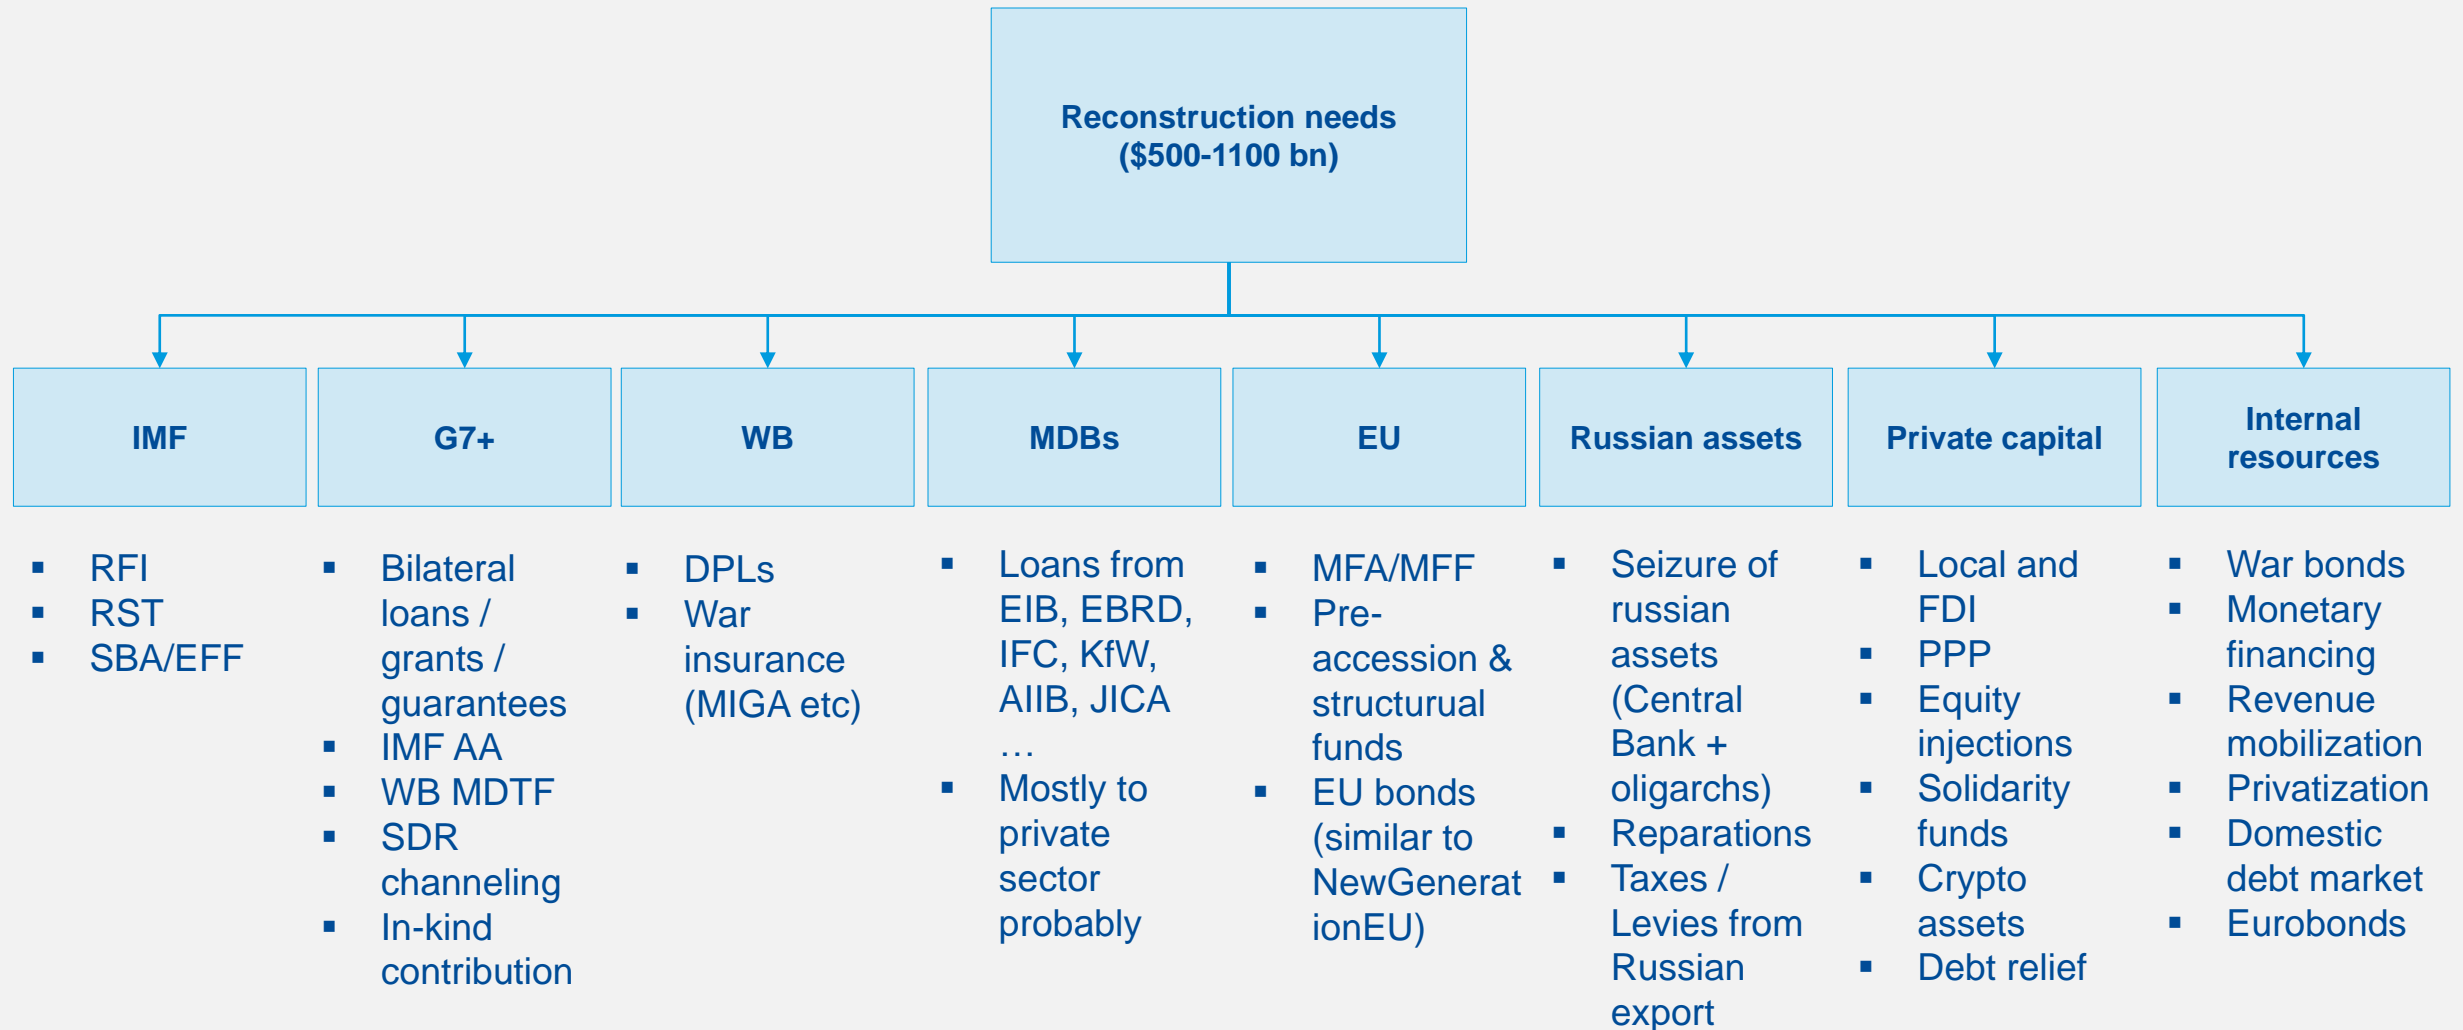 Reconstruction needs
($500-1100 bn)
IMF
G7+
WB
MDBs
EU
Russian assets
Private capital
Internal
resources
▪ RFI
▪ RST
▪ SBA/EFF
▪ Bilateral
loans /
grants /
guarantees
▪ IMF AA
▪ WB MDTF
▪ SDR
channeling
▪ In-kind
contribution
▪ DPLs
▪ War
insurance
(MIGA etc)
▪ Loans from
EIB, EBRD,
IFC, KfW,
AIIB, JICA
…
▪ Mostly to
private
sector
probably
▪ MFA/MFF
▪ Pre-
accession &
structurual
funds
▪ EU bonds
(similar to
NewGenerat
ionEU)
▪ Seizure of
russian
assets
(Central
Bank +
oligarchs)
▪ Reparations
▪ Taxes /
Levies from
Russian
export
▪ Local and
FDI
▪ PPP
▪ Equity
injections
▪ Solidarity
funds
▪ Crypto
assets
▪ Debt relief
▪ War bonds
▪ Monetary
financing
▪ Revenue
mobilization
▪ Privatization
▪ Domestic
debt market
▪ Eurobonds